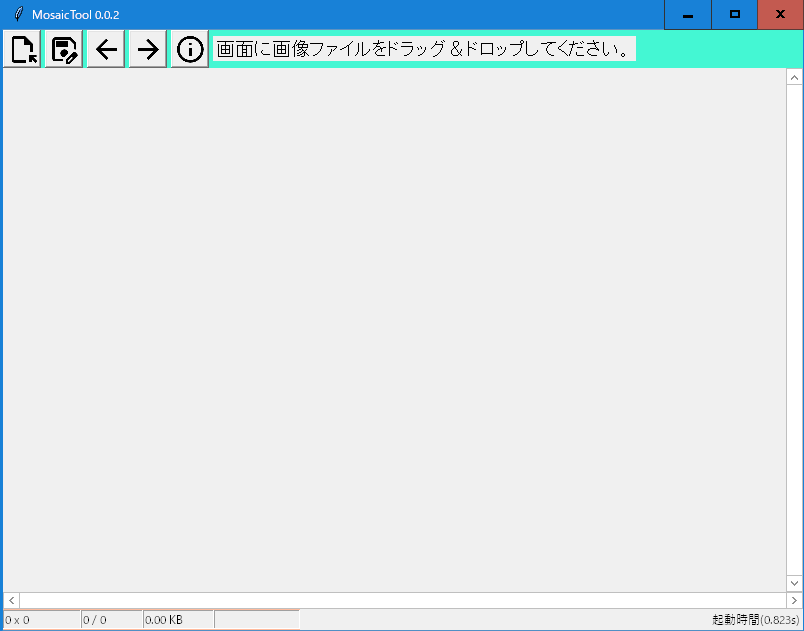 MosaicTool 0.0.2
画面に画像ファイルをドラッグ&ドロップしてください。
0 x 0
0 / 0
0.00 KB
起動時間(0.823s)